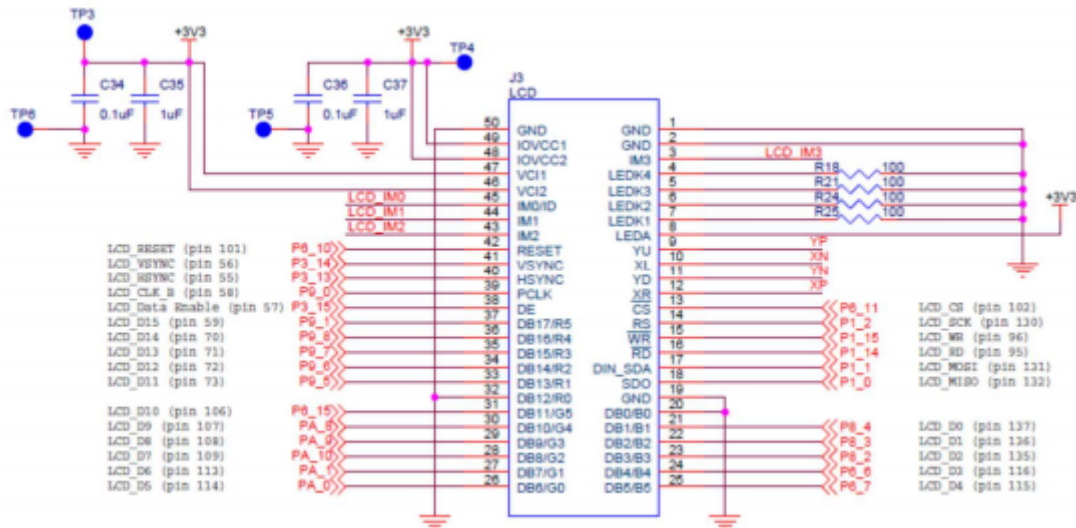 TP3
+3V3
+3V3
TP4
C34
C35
C36
C37
TP6
0.1uF
1uF
TP5
0.1uF
1uF
J3
LCD
50 GND
49 IOVCC1
48 IOVCC2
47 VCI1
46 VCI2
LCD_IM0 45 IM0/ID
LCD_IM1 44 IM1
LCD_IM2 43 IM2
LCD_RESET (pin 101) P6_10 42 RESET
LCD_VSYNC (pin 56) P3_14 41 VSYNC
LCD_HSYNC (pin 55) P3_13 40 HSYNC
LCD_CLK_B (pin 58) P9_0 39 PCLK
LCD_Data Enable (pin 57) P3_15 38 DE
LCD_D15 (pin 59) P9_1 37 DB17/R5
LCD_D14 (pin 70) P9_8 36 DB16/R4
LCD_D13 (pin 71) P9_7 35 DB15/R3
LCD_D12 (pin 72) P9_6 34 DB14/R2
LCD_D11 (pin 73) P9_5 33 DB13/R1
32 DB12/R0
LCD_D10 (pin 106) P6_15 31 DB11/G5
LCD_D9 (pin 107) PA_8 30 DB10/G4
LCD_D8 (pin 108) PA_9 29 DB9/G3
LCD_D7 (pin 109) PA_10 28 DB8/G2
LCD_D6 (pin 113) PA_1 27 DB7/G1
LCD_D5 (pin 114) PA_0 26 DB6/G0
GND 1
GND 2
IM3 3 LCD_IM3
LEDK4 4 R18 100
LEDK3 5 R21 100
LEDK2 6 R24 100
LEDK1 7 R25 100
LEDA 8 +3V3
YU 9 YP
XL 10 XN
YD 11 YN
XR 12 XP
CS 13 P6_11 LCD_CS (pin 102)
RS 14 P1_2 LCD_SCK (pin 130)
WR 15 P1_15 LCD_WR (pin 96)
RD 16 P1_14 LCD_RD (pin 95)
DIN_SDA 17 P1_1 LCD_MOSI (pin 131)
SDO 18 P1_0 LCD_MISO (pin 132)
GND 19
DB0/B0 20
DB1/B1 21 P8_4 LCD_D0 (pin 137)
DB2/B2 22 P8_3 LCD_D1 (pin 136)
DB3/B3 23 P8_2 LCD_D2 (pin 135)
DB4/B4 24 P6_6 LCD_D3 (pin 116)
DB5/B5 25 P6_7 LCD_D4 (pin 115)